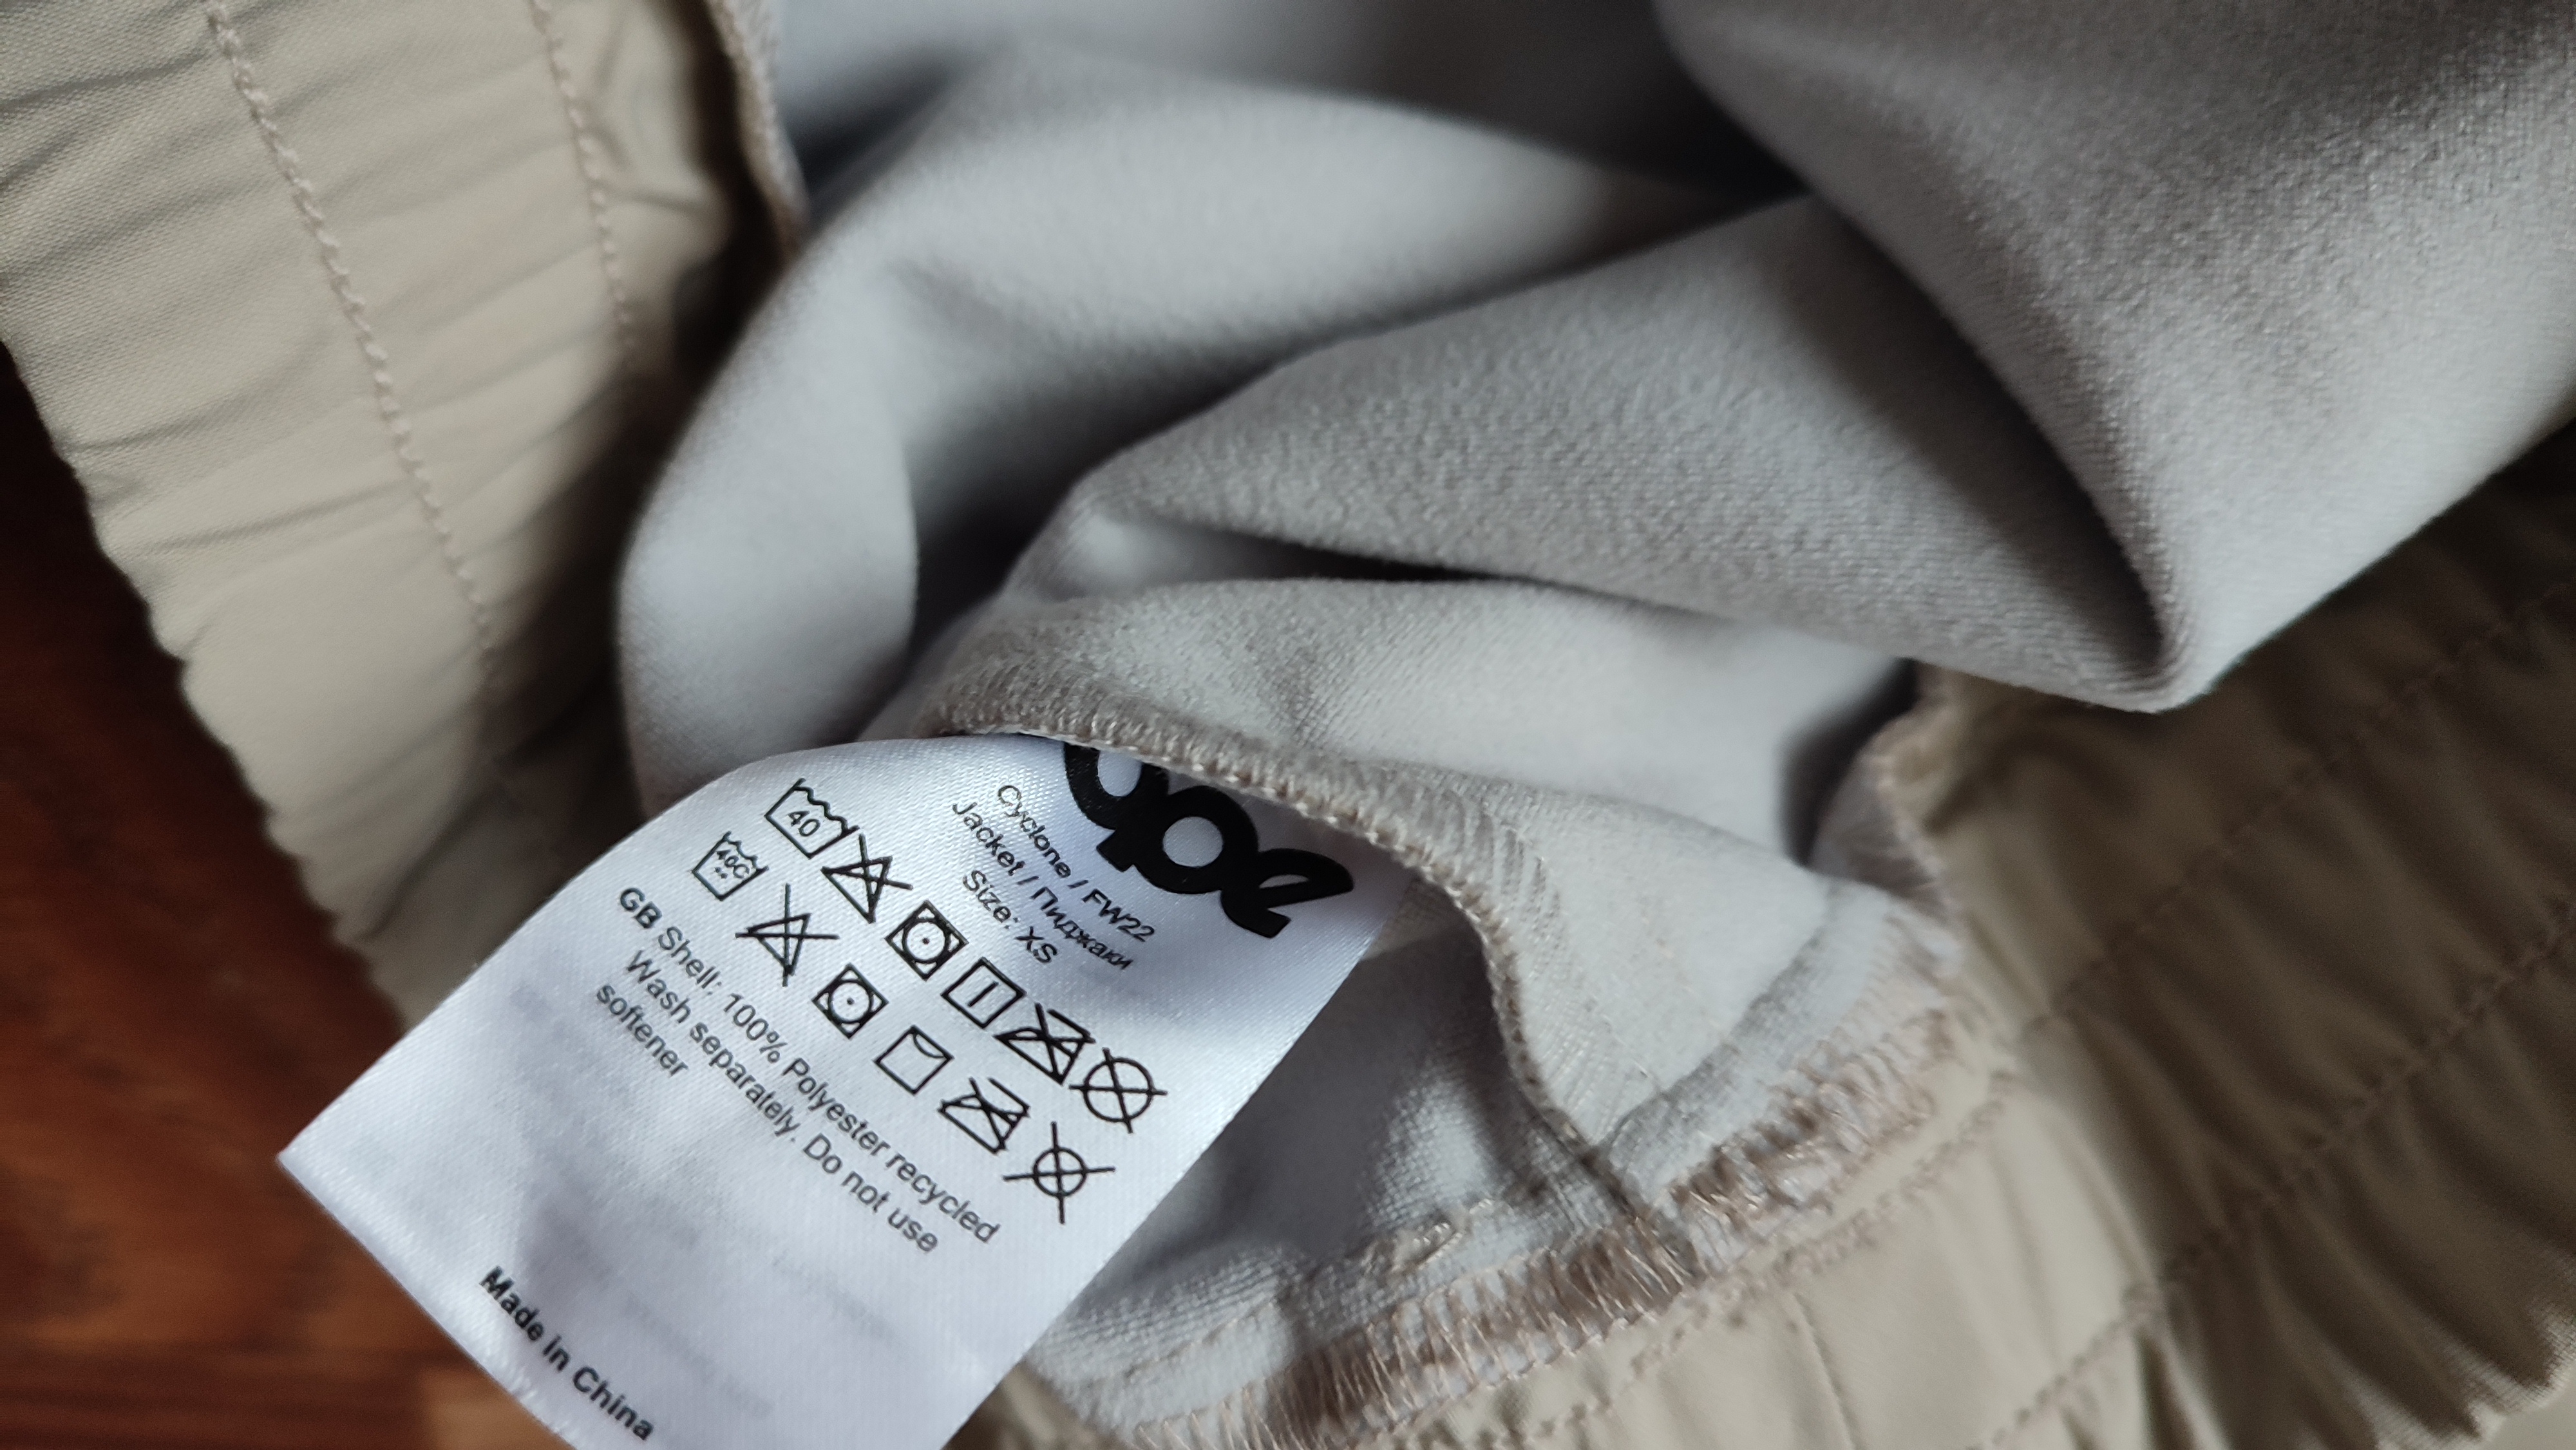 ope
Cyclone / FW22
Jacket / Пиджаки
Size: XS
40
40C
GB Shell: 100% Polyester recycled
Wash separately. Do not use
softener
Made in China